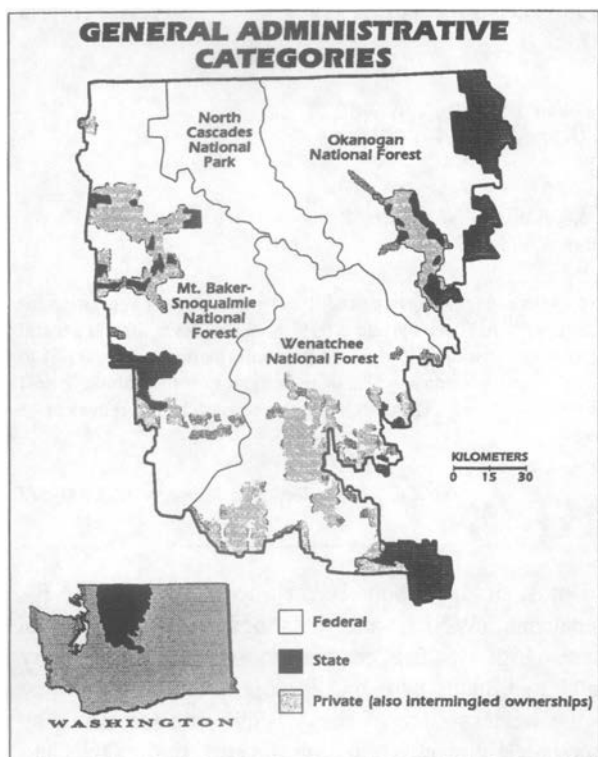 GENERAL ADMINISTRATIVE
CATEGORIES
North
Cascades
National
Park
Okanogan
National Forest
Mt. Baker-
Snoqualmie
National
Forest
Wenatchee
National Forest
KILOMETERS
0 15 30
Federal
State
Private (also intermingled ownerships)
WASHINGTON